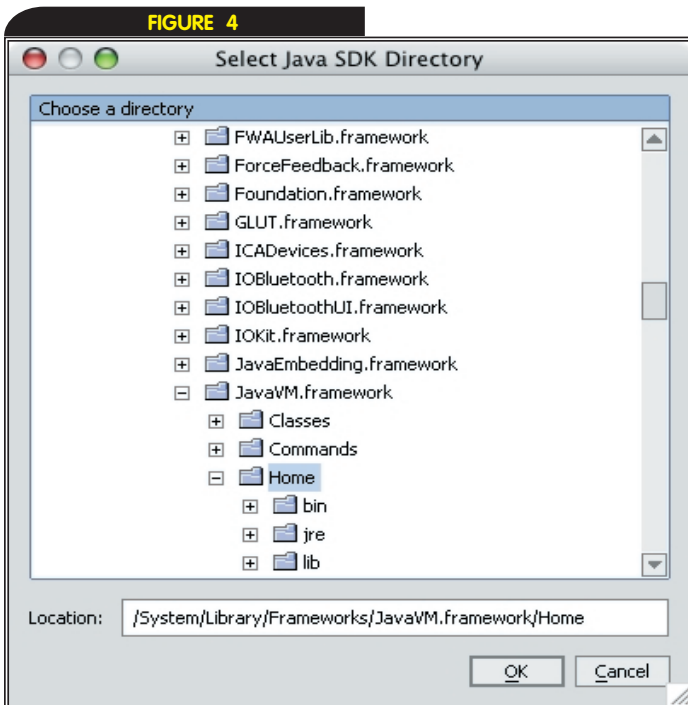 FIGURE 4
Select Java SDK Directory
Choose a directory
FWAUserLib.framework
ForceFeedback.framework
Foundation.framework
GLUT.framework
ICADevices.framework
IOBluetooth.framework
IOBluetoothUI.framework
IOKit.framework
JavaEmbedding.framework
JavaVM.framework
Classes
Commands
Home
bin
jre
lib
Location: /System/Library/Frameworks/JavaVM.framework/Home
OK Cancel